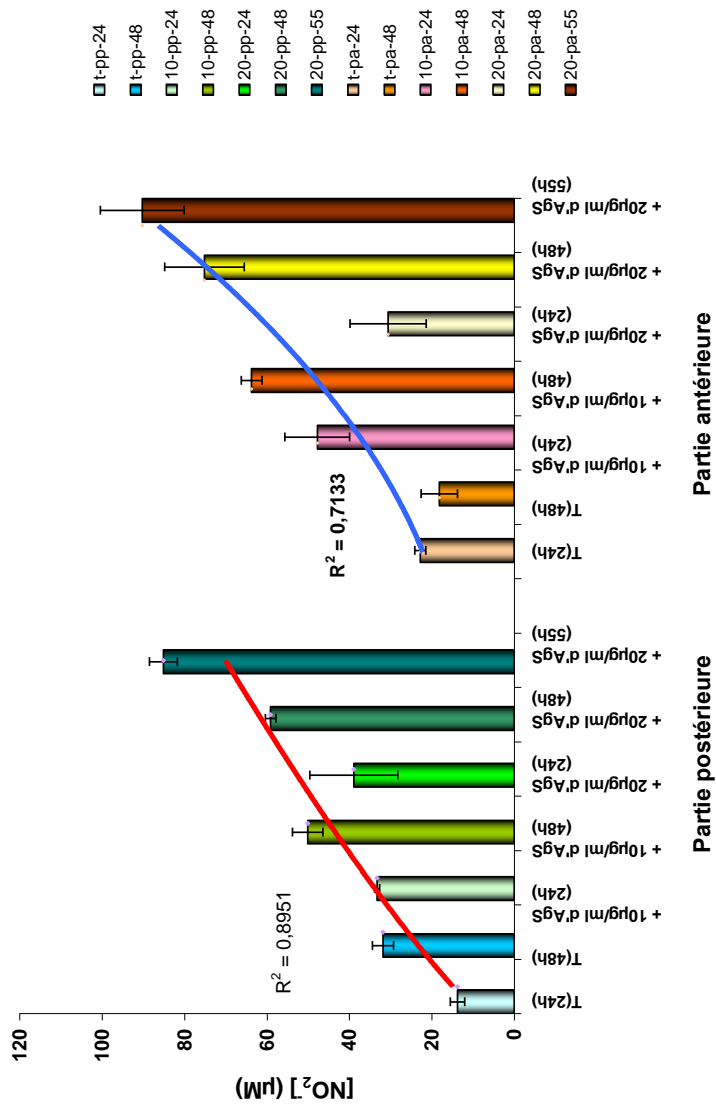 t-pp-24
t-pp-48
10-pp-24
10-pp-48
20-pp-24
20-pp-48
20-pp-55
t-pa-24
t-pa-48
10-pa-24
10-pa-48
20-pa-24
20-pa-48
20-pa-55
[NO₂⁻] (µM)
120
100
80
60
40
20
0
R² = 0,8951
R² = 0,7133
T(24h)
T(48h)
+ 10µg/ml d'AgS
(24h)
+ 10µg/ml d'AgS
(48h)
+ 20µg/ml d'AgS
(24h)
+ 20µg/ml d'AgS
(48h)
+ 20µg/ml d'AgS
(55h)
T(24h)
T(48h)
+ 10µg/ml d'AgS
(24h)
+ 10µg/ml d'AgS
(48h)
+ 20µg/ml d'AgS
(24h)
+ 20µg/ml d'AgS
(48h)
+ 20µg/ml d'AgS
(55h)
Partie postérieure
Partie antérieure